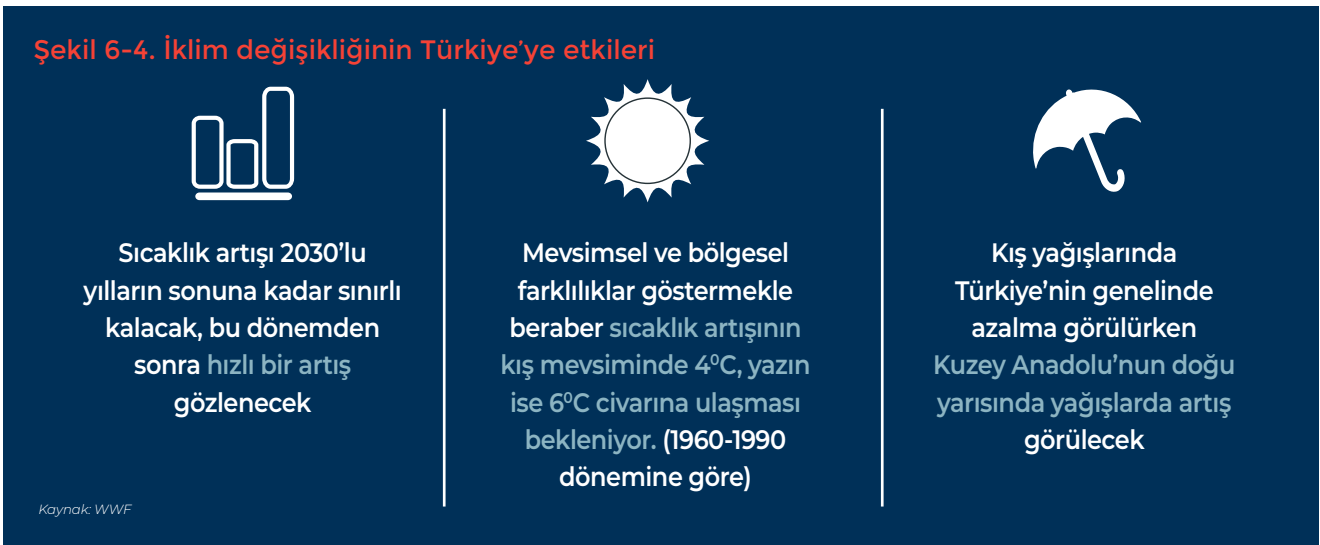 Şekil 6-4. İklim değişikliğinin Türkiye'ye etkileri
Sıcaklık artışı 2030'lu
yılların sonuna kadar sınırlı
kalacak, bu dönemden
sonra hızlı bir artış
gözlenecek
Mevsimsel ve bölgesel
farklılıklar göstermekle
beraber sıcaklık artışının
kış mevsiminde 4⁰C, yazın
ise 6⁰C civarına ulaşması
bekleniyor. (1960-1990
dönemine göre)
Kış yağışlarında
Türkiye'nin genelinde
azalma görülürken
Kuzey Anadolu'nun doğu
yarısında yağışlarda artış
görülecek
Kaynak: WWF